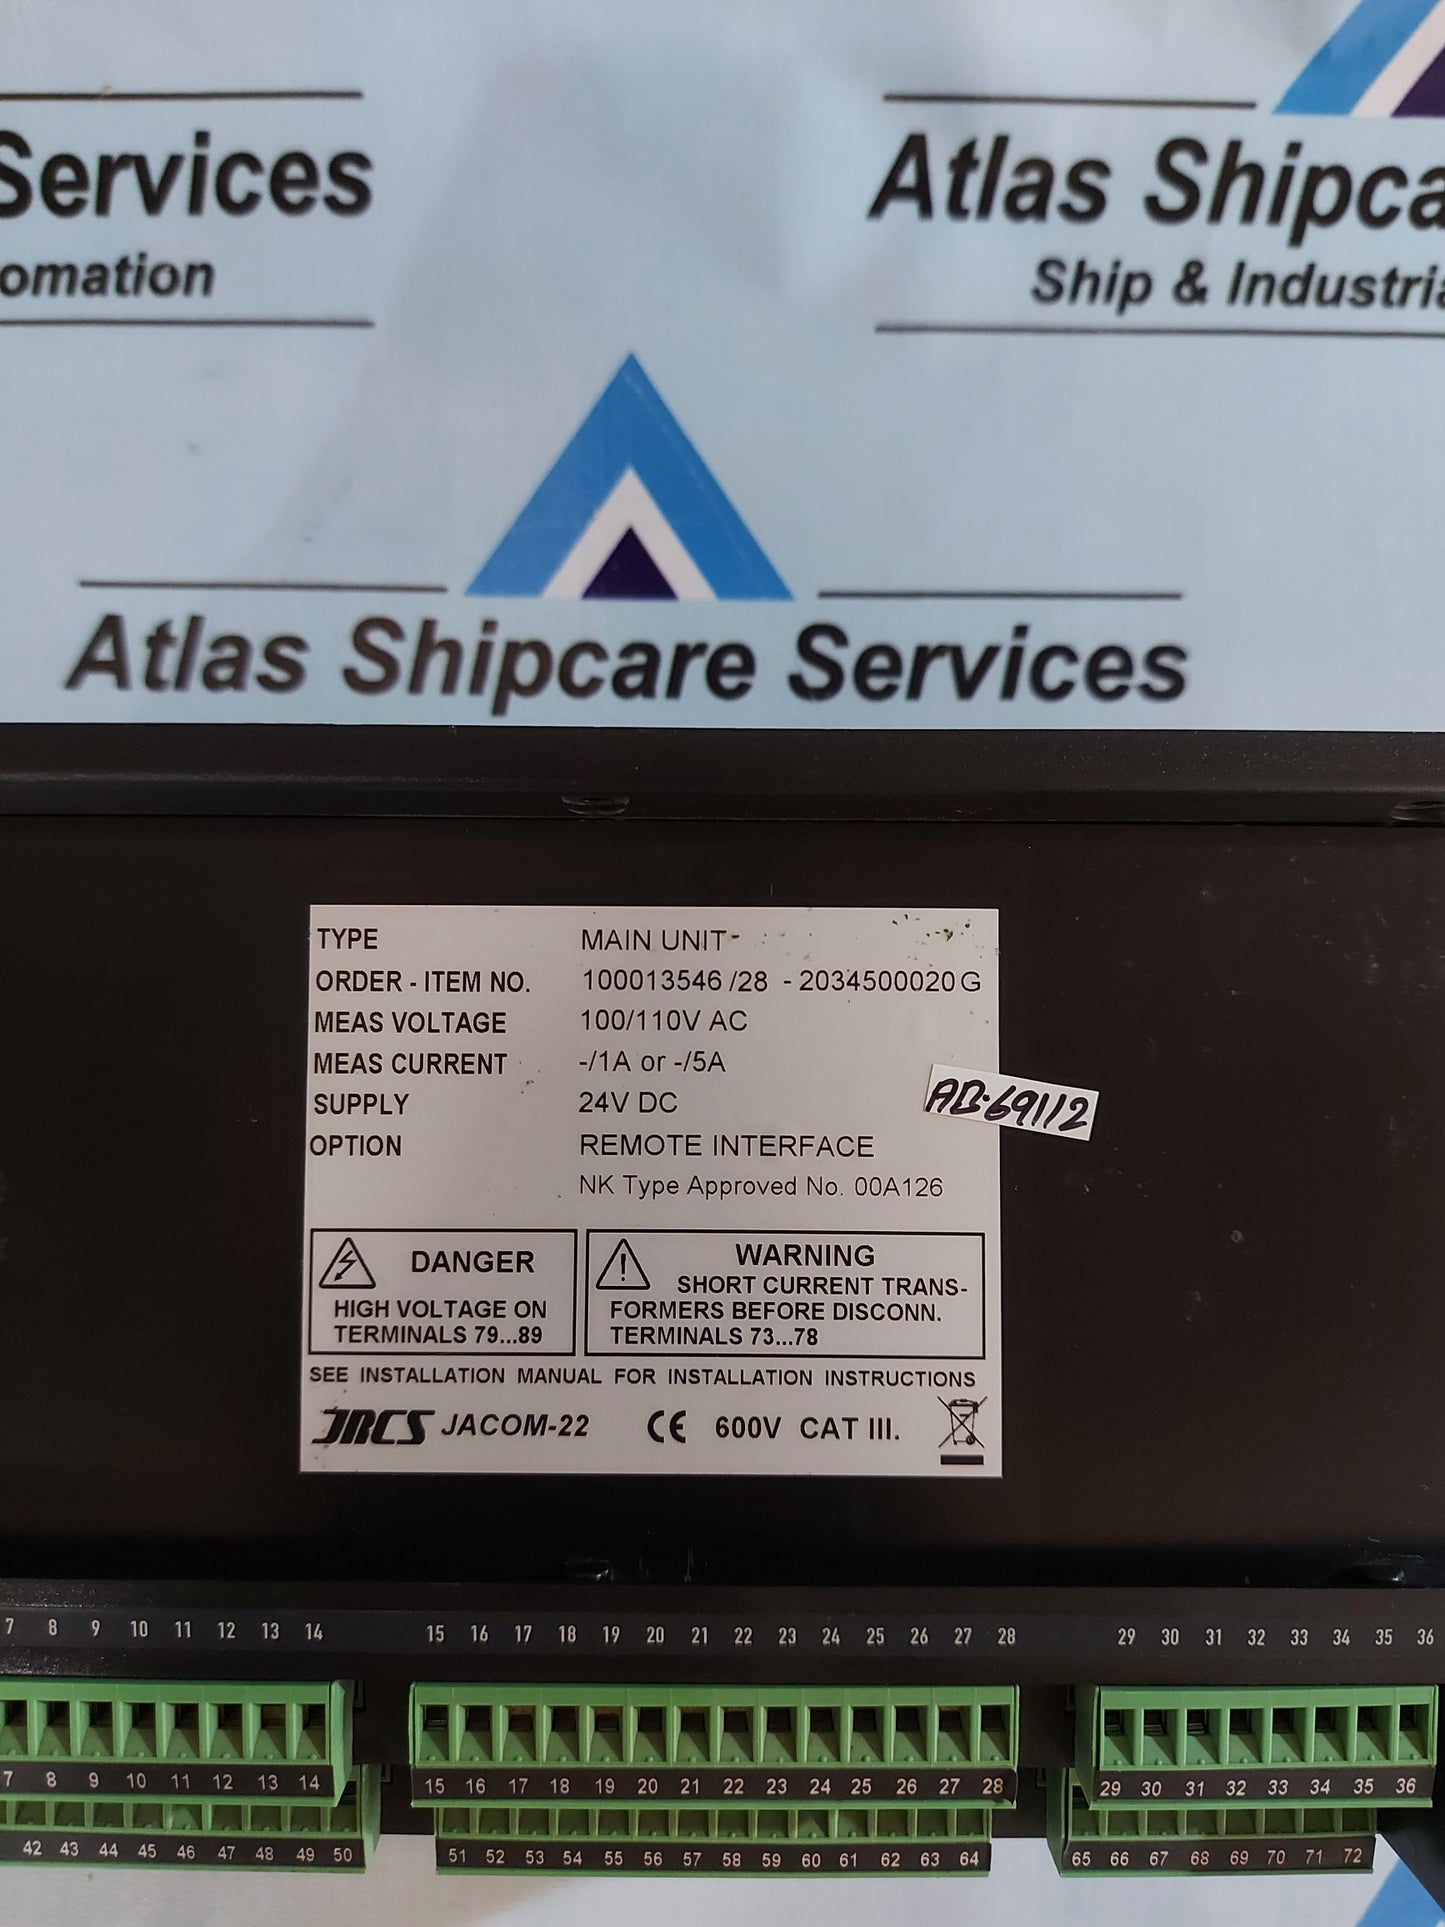 Services
Atlas Shipca
omation
Ship & Industria
Atlas Shipcare Services
TYPE MAIN UNIT
ORDER - ITEM NO. 100013546 /28 - 2034500020 G
MEAS VOLTAGE 100/110V AC
MEAS CURRENT -/1A or -/5A
SUPPLY 24V DC
AB-69112
OPTION REMOTE INTERFACE
NK Type Approved No. 00A126
DANGER
HIGH VOLTAGE ON
TERMINALS 79...89
WARNING
SHORT CURRENT TRANS-
FORMERS BEFORE DISCONN.
TERMINALS 73...78
SEE INSTALLATION MANUAL FOR INSTALLATION INSTRUCTIONS
JRCS JACOM-22 CE 600V CAT III.
7 8 9 10 11 12 13 14 15 16 17 18 19 20 21 22 23 24 25 26 27 28 29 30 31 32 33 34 35 36
7 8 9 10 11 12 13 14 15 16 17 18 19 20 21 22 23 24 25 26 27 28 29 30 31 32 33 34 35 36
42 43 44 45 46 47 48 49 50 51 52 53 54 55 56 57 58 59 60 61 62 63 64 65 66 67 68 69 70 71 72